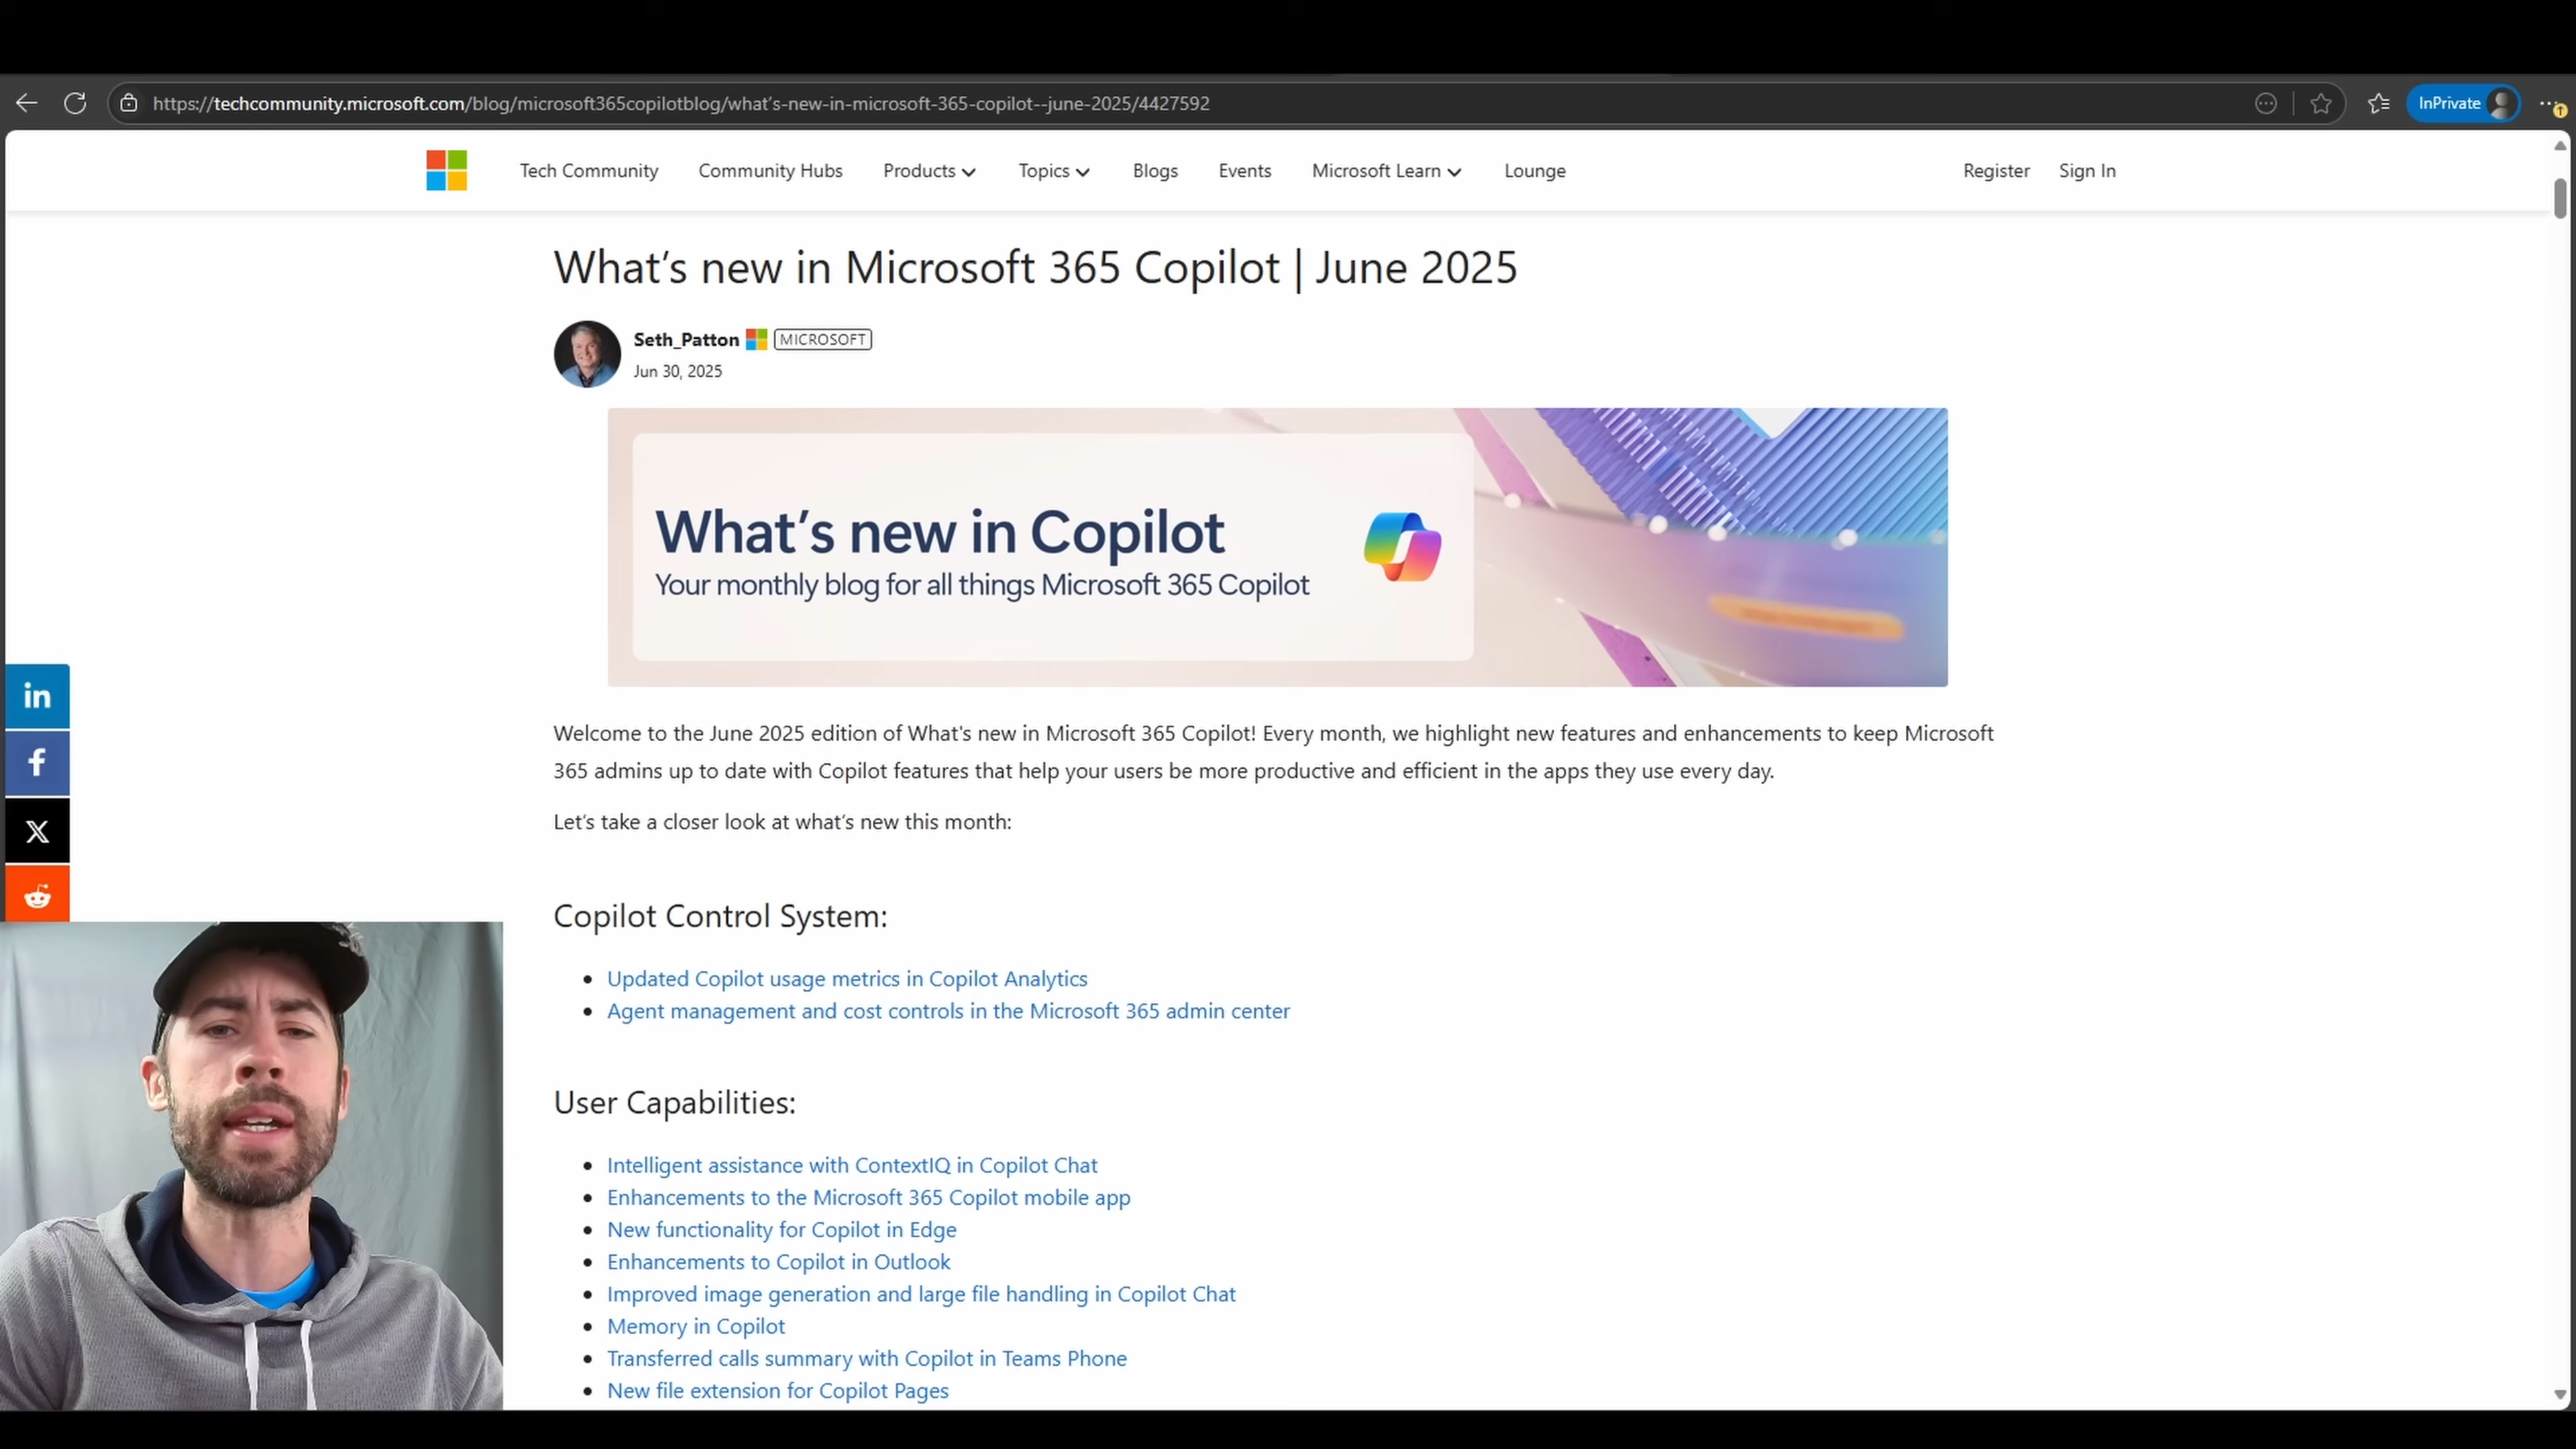 https://techcommunity.microsoft.com/blog/microsoft365copilotblog/what's-new-in-microsoft-365-copilot--june-2025/4427592
InPrivate
Tech Community Community Hubs Products Topics Blogs Events Microsoft Learn Lounge Register Sign In
What's new in Microsoft 365 Copilot | June 2025
Seth_Patton MICROSOFT
Jun 30, 2025
What's new in Copilot
Your monthly blog for all things Microsoft 365 Copilot
Welcome to the June 2025 edition of What's new in Microsoft 365 Copilot! Every month, we highlight new features and enhancements to keep Microsoft
365 admins up to date with Copilot features that help your users be more productive and efficient in the apps they use every day.
Let's take a closer look at what's new this month:
in
f
X
Copilot Control System:
• Updated Copilot usage metrics in Copilot Analytics
• Agent management and cost controls in the Microsoft 365 admin center
User Capabilities:
• Intelligent assistance with ContextIQ in Copilot Chat
• Enhancements to the Microsoft 365 Copilot mobile app
• New functionality for Copilot in Edge
• Enhancements to Copilot in Outlook
• Improved image generation and large file handling in Copilot Chat
• Memory in Copilot
• Transferred calls summary with Copilot in Teams Phone
• New file extension for Copilot Pages